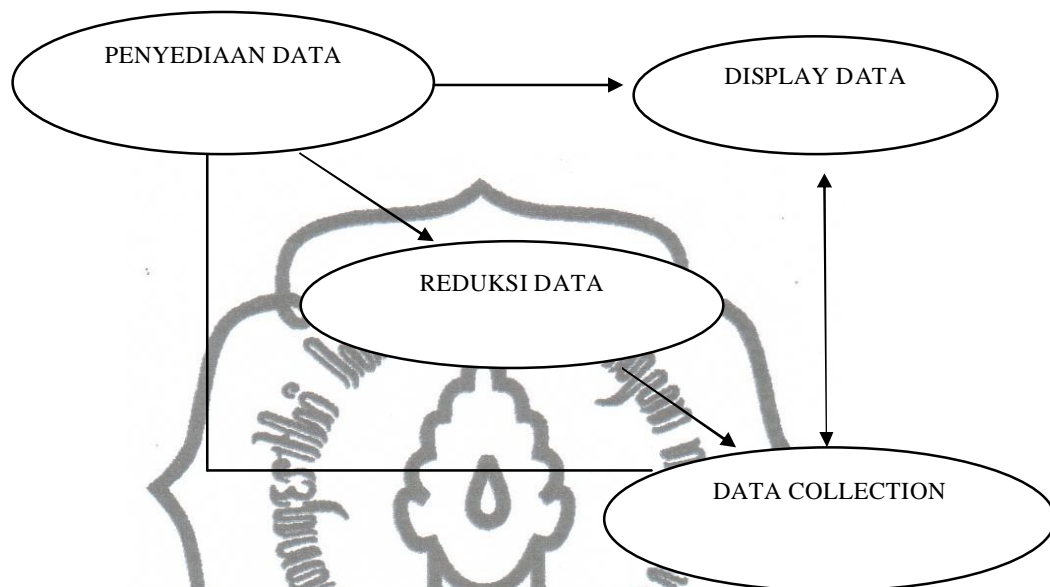 PENYEDIAAN DATA
DISPLAY DATA
REDUKSI DATA
DATA COLLECTION